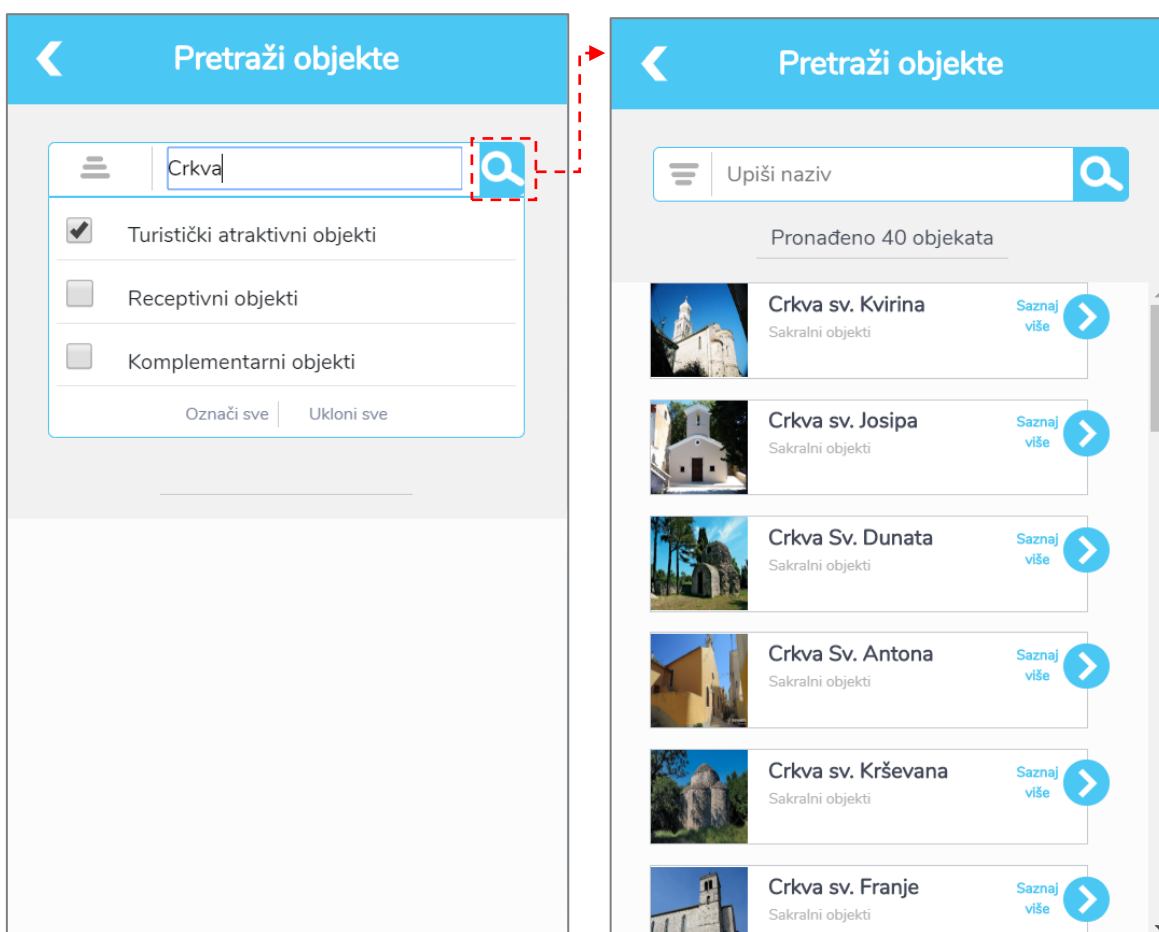 Pretraži objekte
Crkva
Turistički atraktivni objekti
Receptivni objekti
Komplementarni objekti
Označi sve
Ukloni sve
Pretraži objekte
Upiši naziv
Pronađeno 40 objekata
Crkva sv. Kvirina
Sakralni objekti
Saznaj
više
Crkva sv. Josipa
Sakralni objekti
Saznaj
više
Crkva Sv. Dunata
Sakralni objekti
Saznaj
više
Crkva Sv. Antona
Sakralni objekti
Saznaj
više
Crkva sv. Krševana
Sakralni objekti
Saznaj
više
Crkva sv. Franje
Sakralni objekti
Saznaj
više